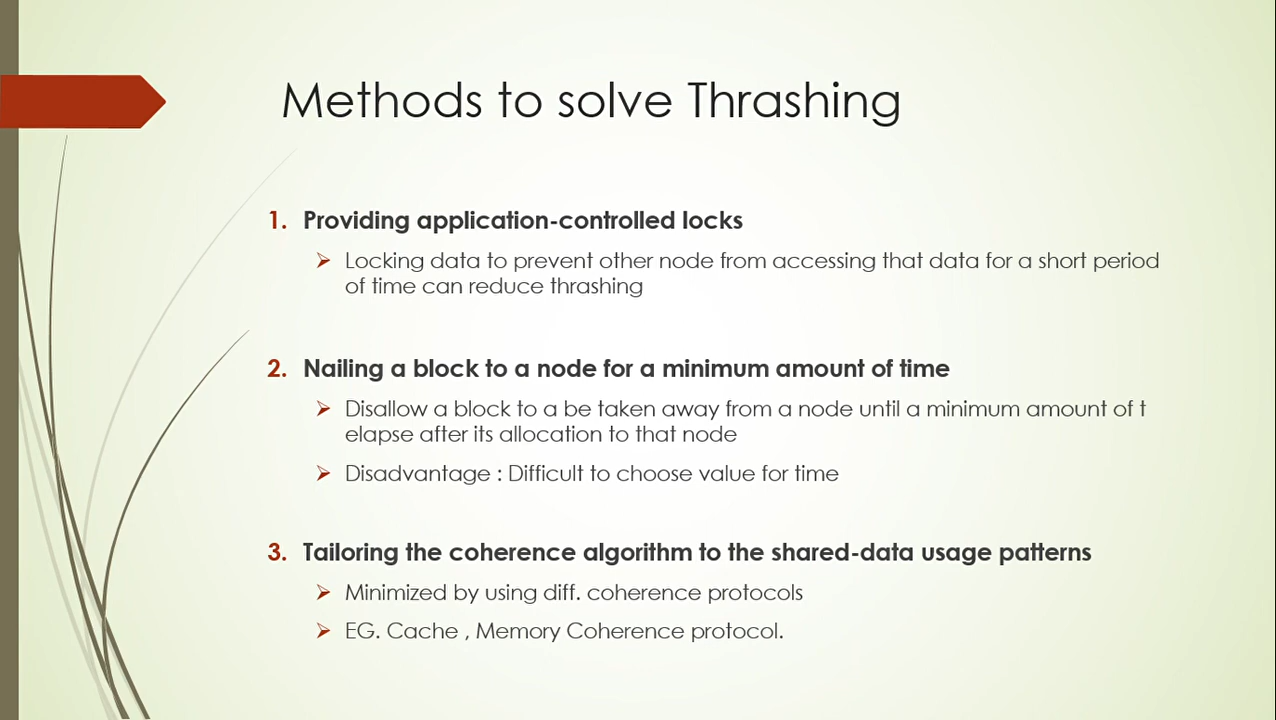 Methods to solve Thrashing
1. Providing application-controlled locks
➢ Locking data to prevent other node from accessing that data for a short period
of time can reduce thrashing
2. Nailing a block to a node for a minimum amount of time
➢ Disallow a block to a be taken away from a node until a minimum amount of t
elapse after its allocation to that node
➢ Disadvantage : Difficult to choose value for time
3. Tailoring the coherence algorithm to the shared-data usage patterns
➢ Minimized by using diff. coherence protocols
➢ EG. Cache , Memory Coherence protocol.